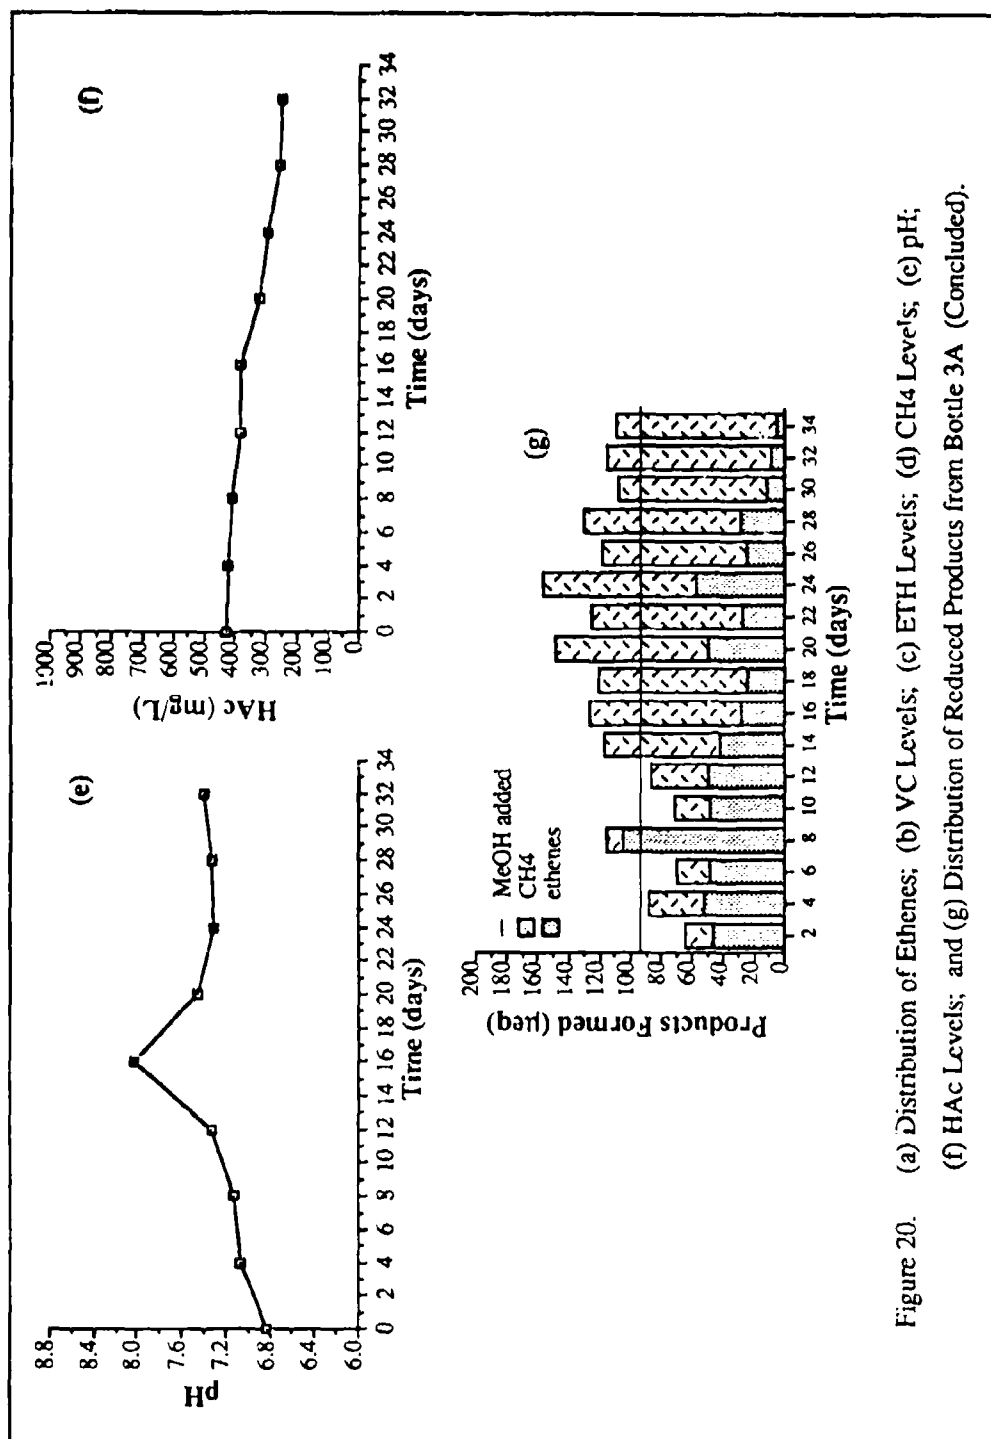 (e)
pH
8.8
8.4
8.0
7.6
7.2
6.8
6.4
6.0
0 2 4 6 8 10 12 14 16 18 20 22 24 26 28 30 32 34
Time (days)
(f)
HAc (mg/L)
1000
900
800
700
600
500
400
300
200
100
0
0 2 4 6 8 10 12 14 16 18 20 22 24 26 28 30 32 34
Time (days)
(g)
Products Formed (µeq)
200
180
160
140
120
100
80
60
40
20
0
MeOH added
CH4
ethenes
2 4 6 8 10 12 14 16 18 20 22 24 26 28 30 32 34
Time (days)
Figure 20. (a) Distribution of Ethenes; (b) VC Levels; (c) ETH Levels; (d) CH4 Levels; (e) pH;
(f) HAc Levels; and (g) Distribution of Reduced Products from Bottle 3A (Concluded).